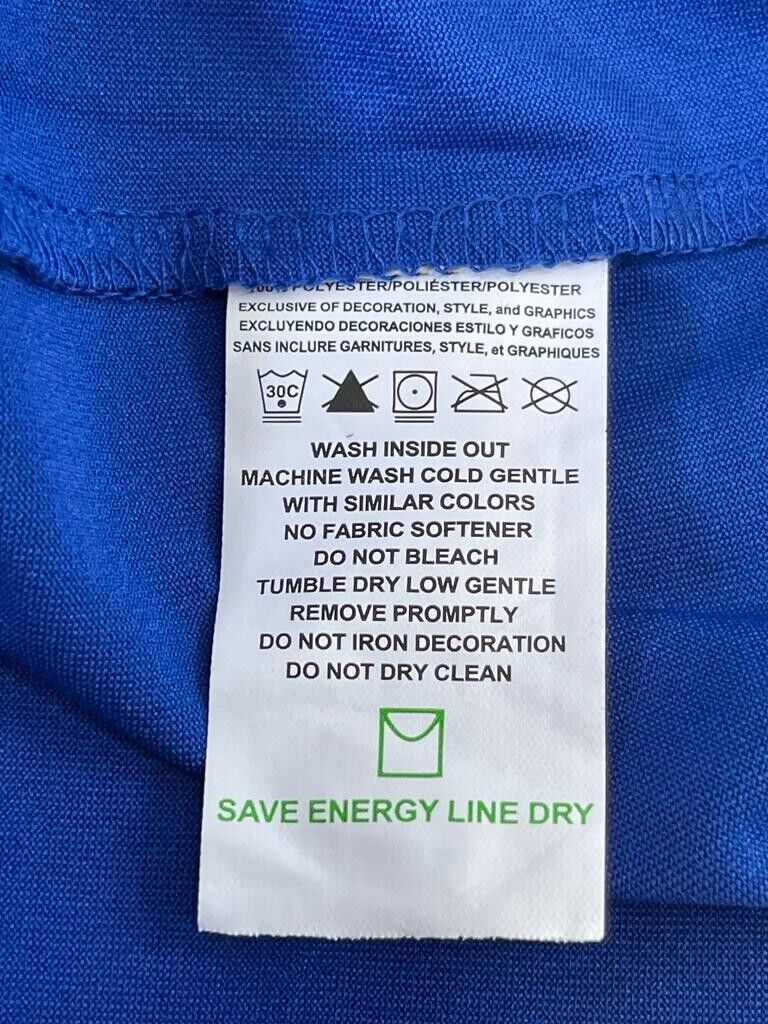 100% POLYESTER/POLIÉSTER/POLYESTER
EXCLUSIVE OF DECORATION, STYLE, and GRAPHICS
EXCLUYENDO DECORACIONES ESTILO Y GRAFICOS
SANS INCLURE GARNITURES, STYLE, et GRAPHIQUES
30C
WASH INSIDE OUT
MACHINE WASH COLD GENTLE
WITH SIMILAR COLORS
NO FABRIC SOFTENER
DO NOT BLEACH
TUMBLE DRY LOW GENTLE
REMOVE PROMPTLY
DO NOT IRON DECORATION
DO NOT DRY CLEAN
SAVE ENERGY LINE DRY